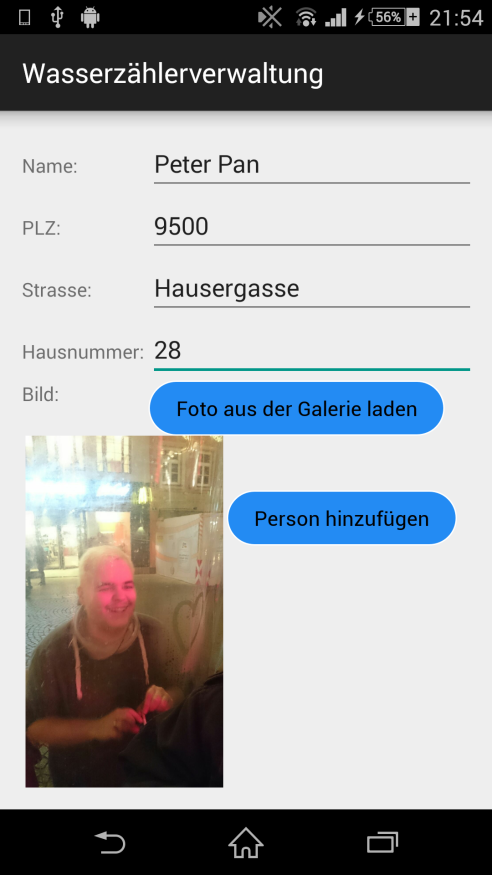 56% 21:54
Wasserzählerverwaltung
Name: Peter Pan
PLZ: 9500
Strasse: Hausergasse
Hausnummer: 28
Bild: Foto aus der Galerie laden
Person hinzufügen